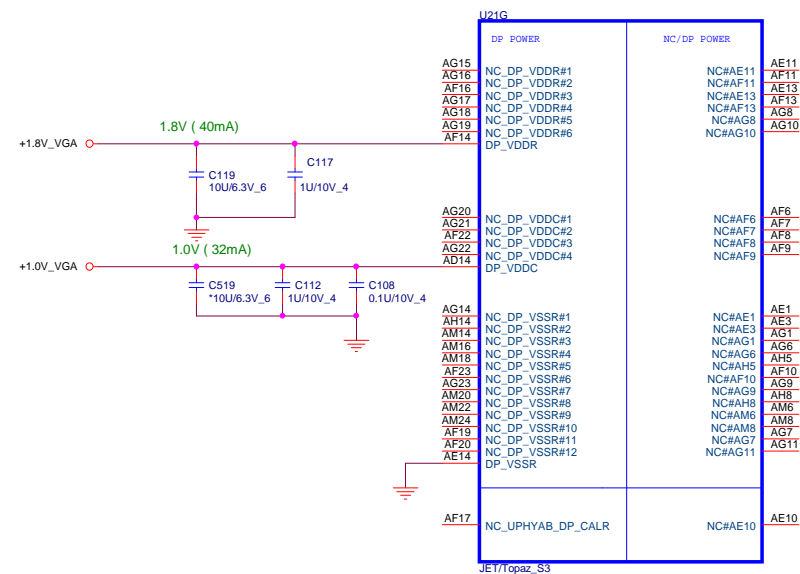 U21G
DP POWER
NC/DP POWER
AG15 NC_DP_VDDR#1 NC#AE11 AE11
AG16 NC_DP_VDDR#2 NC#AF11 AF11
AF16 NC_DP_VDDR#3 NC#AE13 AE13
AG17 NC_DP_VDDR#4 NC#AF13 AF13
AG18 NC_DP_VDDR#5 NC#AG8 AG8
AG19 NC_DP_VDDR#6 NC#AG10 AG10
AF14 DP_VDDR
1.8V ( 40mA)
+1.8V_VGA
C119
10U/6.3V_6
C117
1U/10V_4
AG20 NC_DP_VDDC#1 NC#AF6 AF6
AG21 NC_DP_VDDC#2 NC#AF7 AF7
AF22 NC_DP_VDDC#3 NC#AF8 AF8
AG22 NC_DP_VDDC#4 NC#AF9 AF9
AD14 DP_VDDC
1.0V ( 32mA)
+1.0V_VGA
C519
*10U/6.3V_6
C112
1U/10V_4
C108
0.1U/10V_4
AG14 NC_DP_VSSR#1 NC#AE1 AE1
AH14 NC_DP_VSSR#2 NC#AE3 AE3
AM14 NC_DP_VSSR#3 NC#AG1 AG1
AM16 NC_DP_VSSR#4 NC#AG6 AG6
AM18 NC_DP_VSSR#5 NC#AH5 AH5
AF23 NC_DP_VSSR#6 NC#AF10 AF10
AG23 NC_DP_VSSR#7 NC#AG9 AG9
AM20 NC_DP_VSSR#8 NC#AH8 AH8
AM22 NC_DP_VSSR#9 NC#AM6 AM6
AM24 NC_DP_VSSR#10 NC#AM8 AM8
AF19 NC_DP_VSSR#11 NC#AG7 AG7
AF20 NC_DP_VSSR#12 NC#AG11 AG11
AE14 DP_VSSR
AF17 NC_UPHYAB_DP_CALR NC#AE10 AE10
JET/Topaz_S3